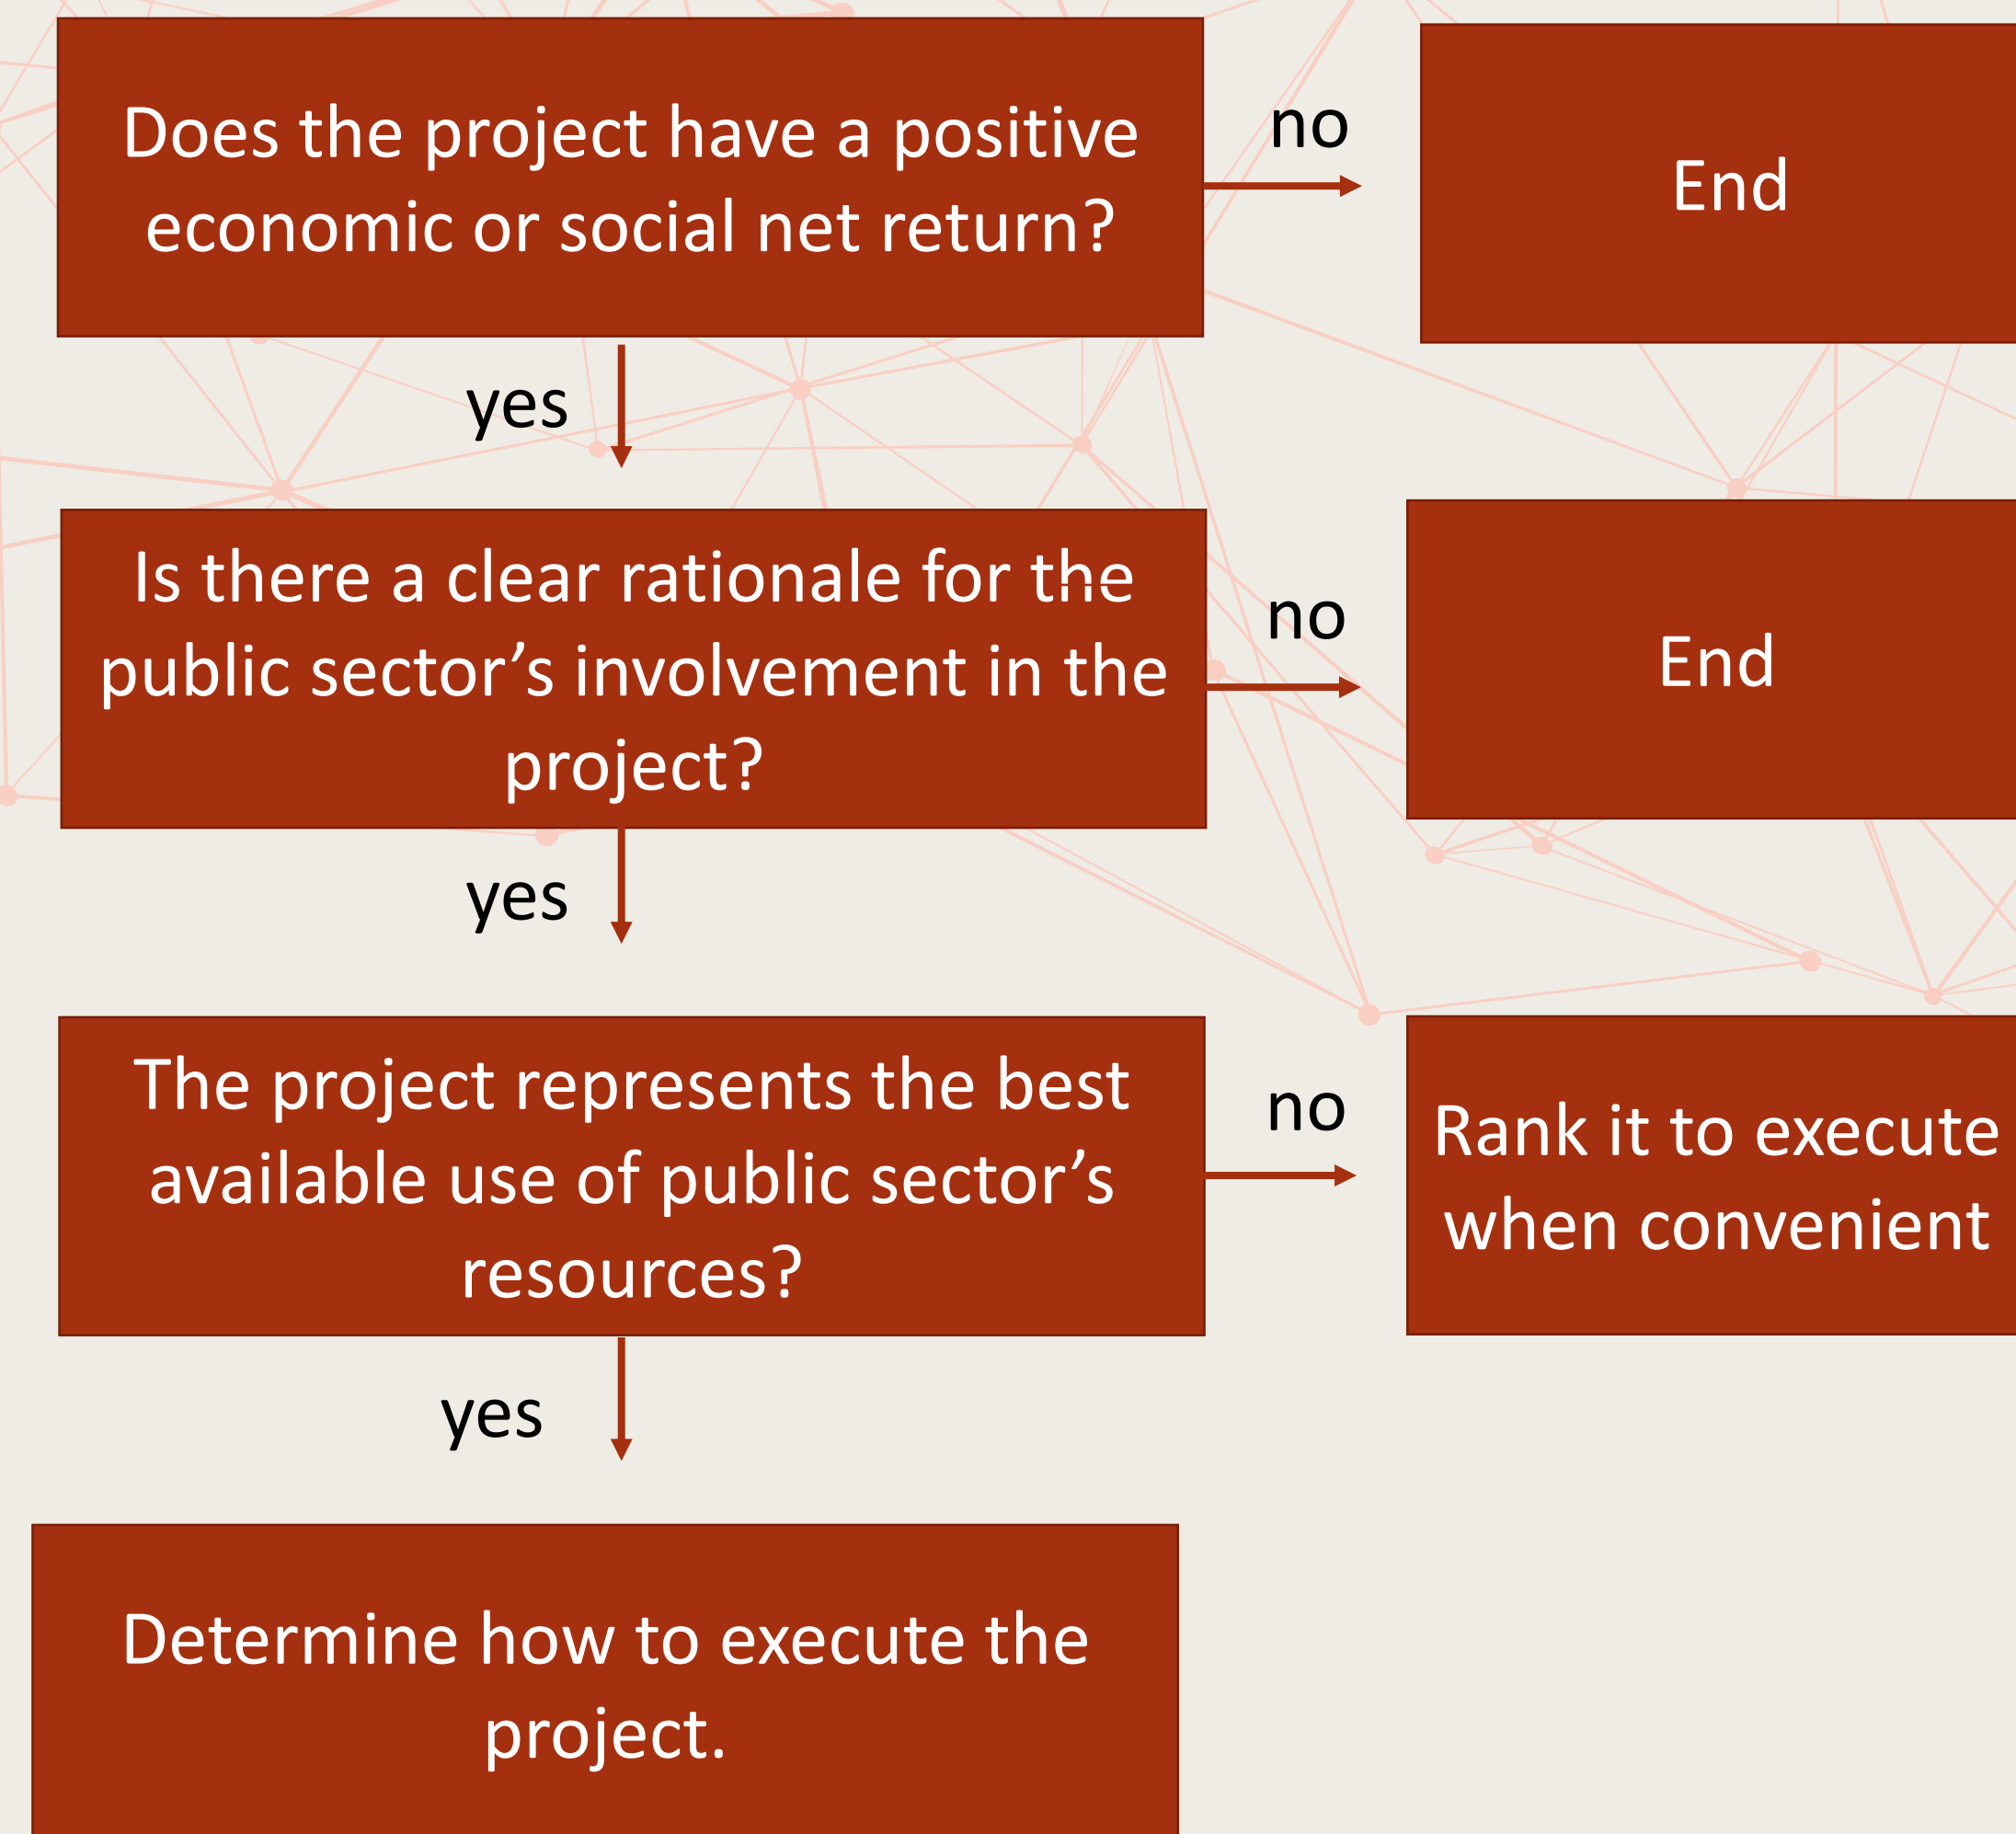 Does the project have a positive
economic or social net return?
no
End
yes
Is there a clear rationale for the
public sector’s involvement in the
project?
no
End
yes
The project represents the best
available use of public sector’s
resources?
no
Rank it to execute
when convenient
yes
Determine how to execute the
project.